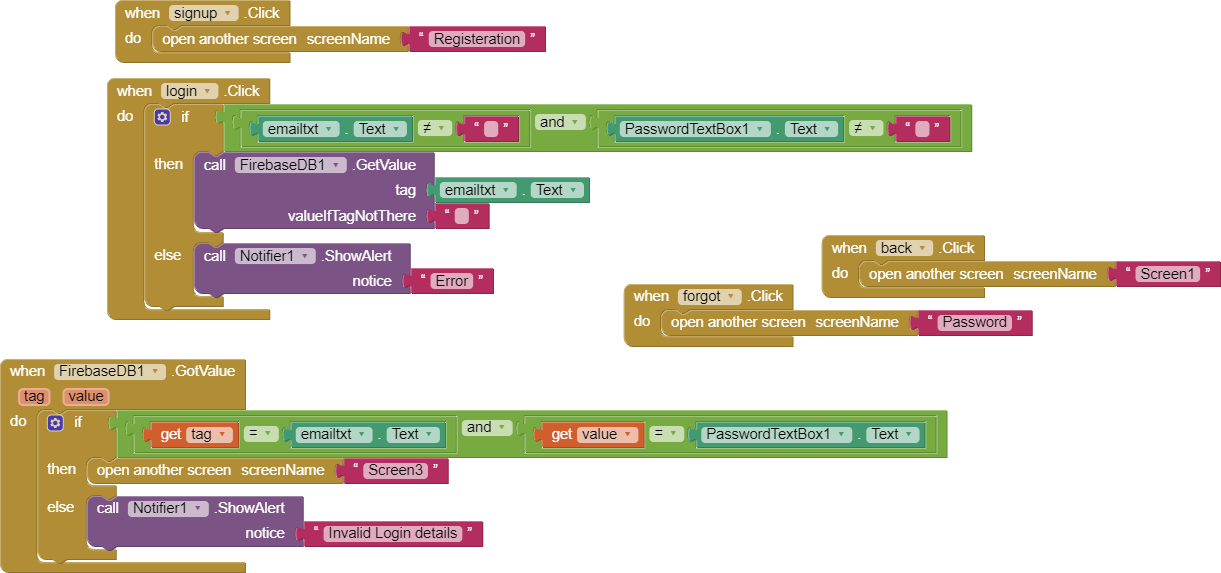 when signup .Click
do open another screen screenName " Registeration "
when login .Click
do if emailtxt . Text ≠ " " and PasswordTextBox1 . Text ≠ " "
then call FirebaseDB1 .GetValue
tag emailtxt . Text
valueIfTagNotThere " "
else call Notifier1 .ShowAlert
notice " Error "
when back .Click
do open another screen screenName " Screen1 "
when forgot .Click
do open another screen screenName " Password "
when FirebaseDB1 .GotValue
tag value
do if get tag = emailtxt . Text and get value = PasswordTextBox1 . Text
then open another screen screenName " Screen3 "
else call Notifier1 .ShowAlert
notice " Invalid Login details "